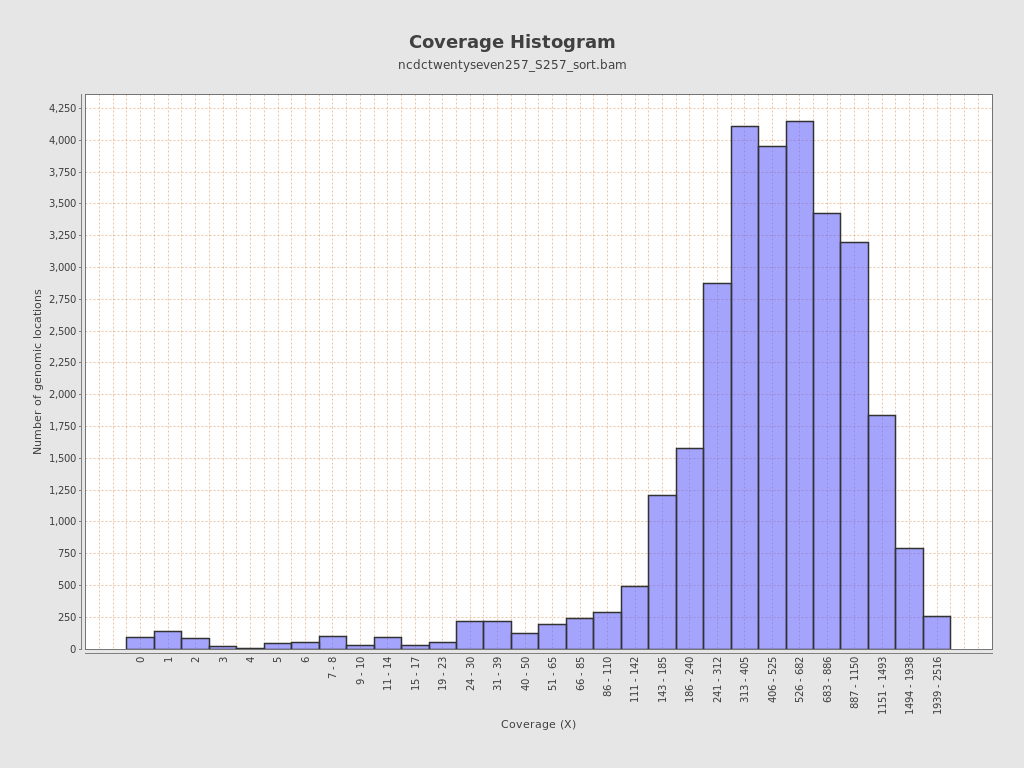 Coverage Histogram
ncdctwentyseven257_S257_sort.bam
Number of genomic locations
4,250
4,000
3,750
3,500
3,250
3,000
2,750
2,500
2,250
2,000
1,750
1,500
1,250
1,000
750
500
250
0
0
1
2
3
4
5
6
7 - 8
9 - 10
11 - 14
15 - 17
19 - 23
24 - 30
31 - 39
40 - 50
51 - 65
66 - 85
86 - 110
111 - 142
143 - 185
186 - 240
241 - 312
313 - 405
406 - 525
526 - 682
683 - 886
887 - 1150
1151 - 1493
1494 - 1938
1939 - 2516
Coverage (X)